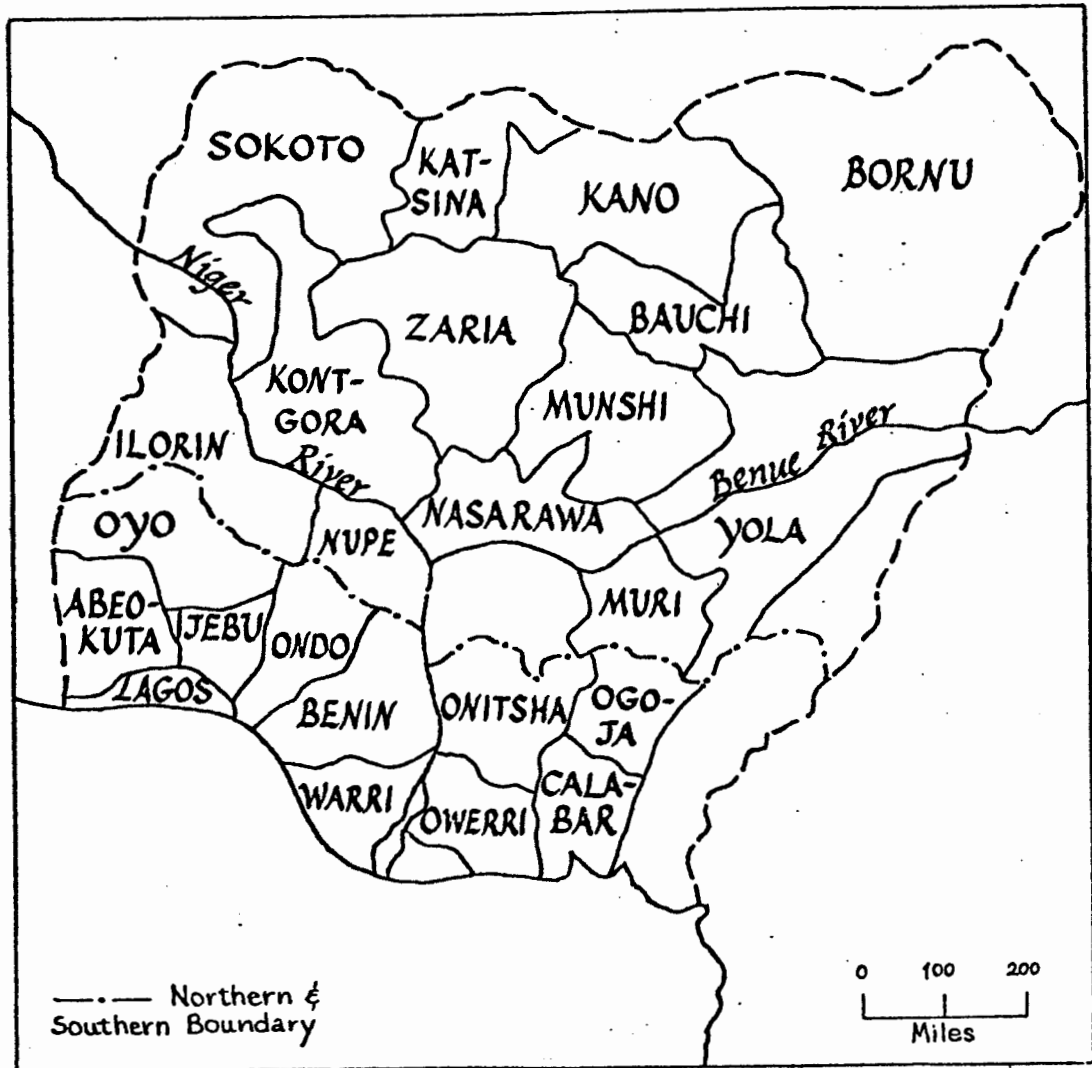 SOKOTO
KAT-
SINA
KANO
BORNU
Niger
ZARIA
BAUCHI
KONT-
GORA
MUNSHI
ILORIN
River
Benue River
OYO
NUPE
NASARAWA
YOLA
ABEO-
KUTA
IJEBU
ONDO
MURI
LAGOS
BENIN
ONITSHA
OGO-
JA
WARRI
OWERRI
CALA-
BAR
0 100 200
Miles
Northern &
Southern Boundary